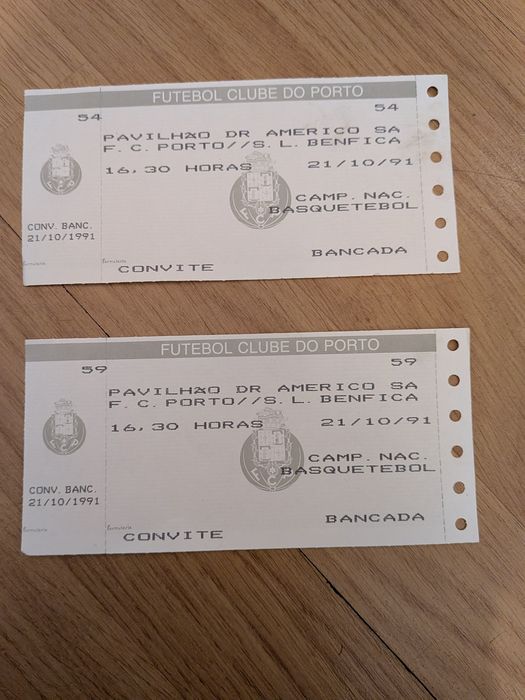 FUTEBOL CLUBE DO PORTO
54 54
PAVILHÃO DR AMERICO SA
F. C. PORTO//S. L. BENFICA
16,30 HORAS 21/10/91
CAMP. NAC.
BASQUETEBOL
CONV. BANC.
21/10/1991
BANCADA
CONVITE
FUTEBOL CLUBE DO PORTO
59 59
PAVILHÃO DR AMERICO SA
F. C. PORTO//S. L. BENFICA
16,30 HORAS 21/10/91
CAMP. NAC.
BASQUETEBOL
CONV. BANC.
21/10/1991
BANCADA
CONVITE